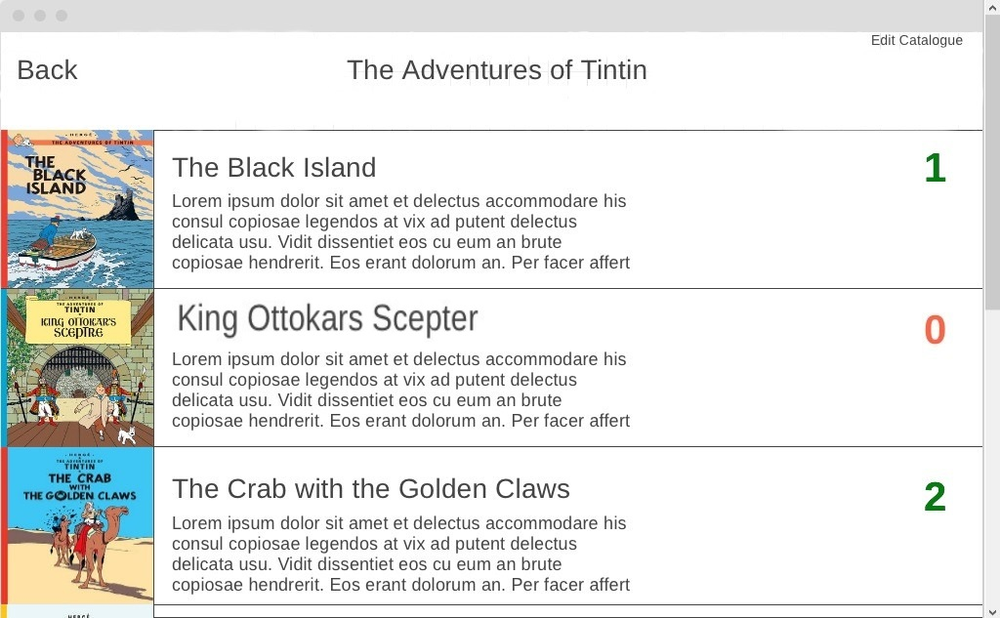 Edit Catalogue
Back
The Adventures of Tintin
- HERGÉ -
THE ADVENTURES OF TINTIN
THE
BLACK
ISLAND
The Black Island
1
Lorem ipsum dolor sit amet et delectus accommodare his
consul copiosae legendos at vix ad putent delectus
delicata usu. Vidit dissentiet eos cu eum an brute
copiosae hendrerit. Eos erant dolorum an. Per facer affert
HERGÉ
THE ADVENTURES OF
TINTIN
KING OTTOKAR'S
SCEPTRE
King Ottokars Scepter
0
Lorem ipsum dolor sit amet et delectus accommodare his
consul copiosae legendos at vix ad putent delectus
delicata usu. Vidit dissentiet eos cu eum an brute
copiosae hendrerit. Eos erant dolorum an. Per facer affert
- HERGÉ -
THE ADVENTURES OF
TINTIN
THE CRAB
WITH
THE GOLDEN CLAWS
The Crab with the Golden Claws
2
Lorem ipsum dolor sit amet et delectus accommodare his
consul copiosae legendos at vix ad putent delectus
delicata usu. Vidit dissentiet eos cu eum an brute
copiosae hendrerit. Eos erant dolorum an. Per facer affert
HERGÉ